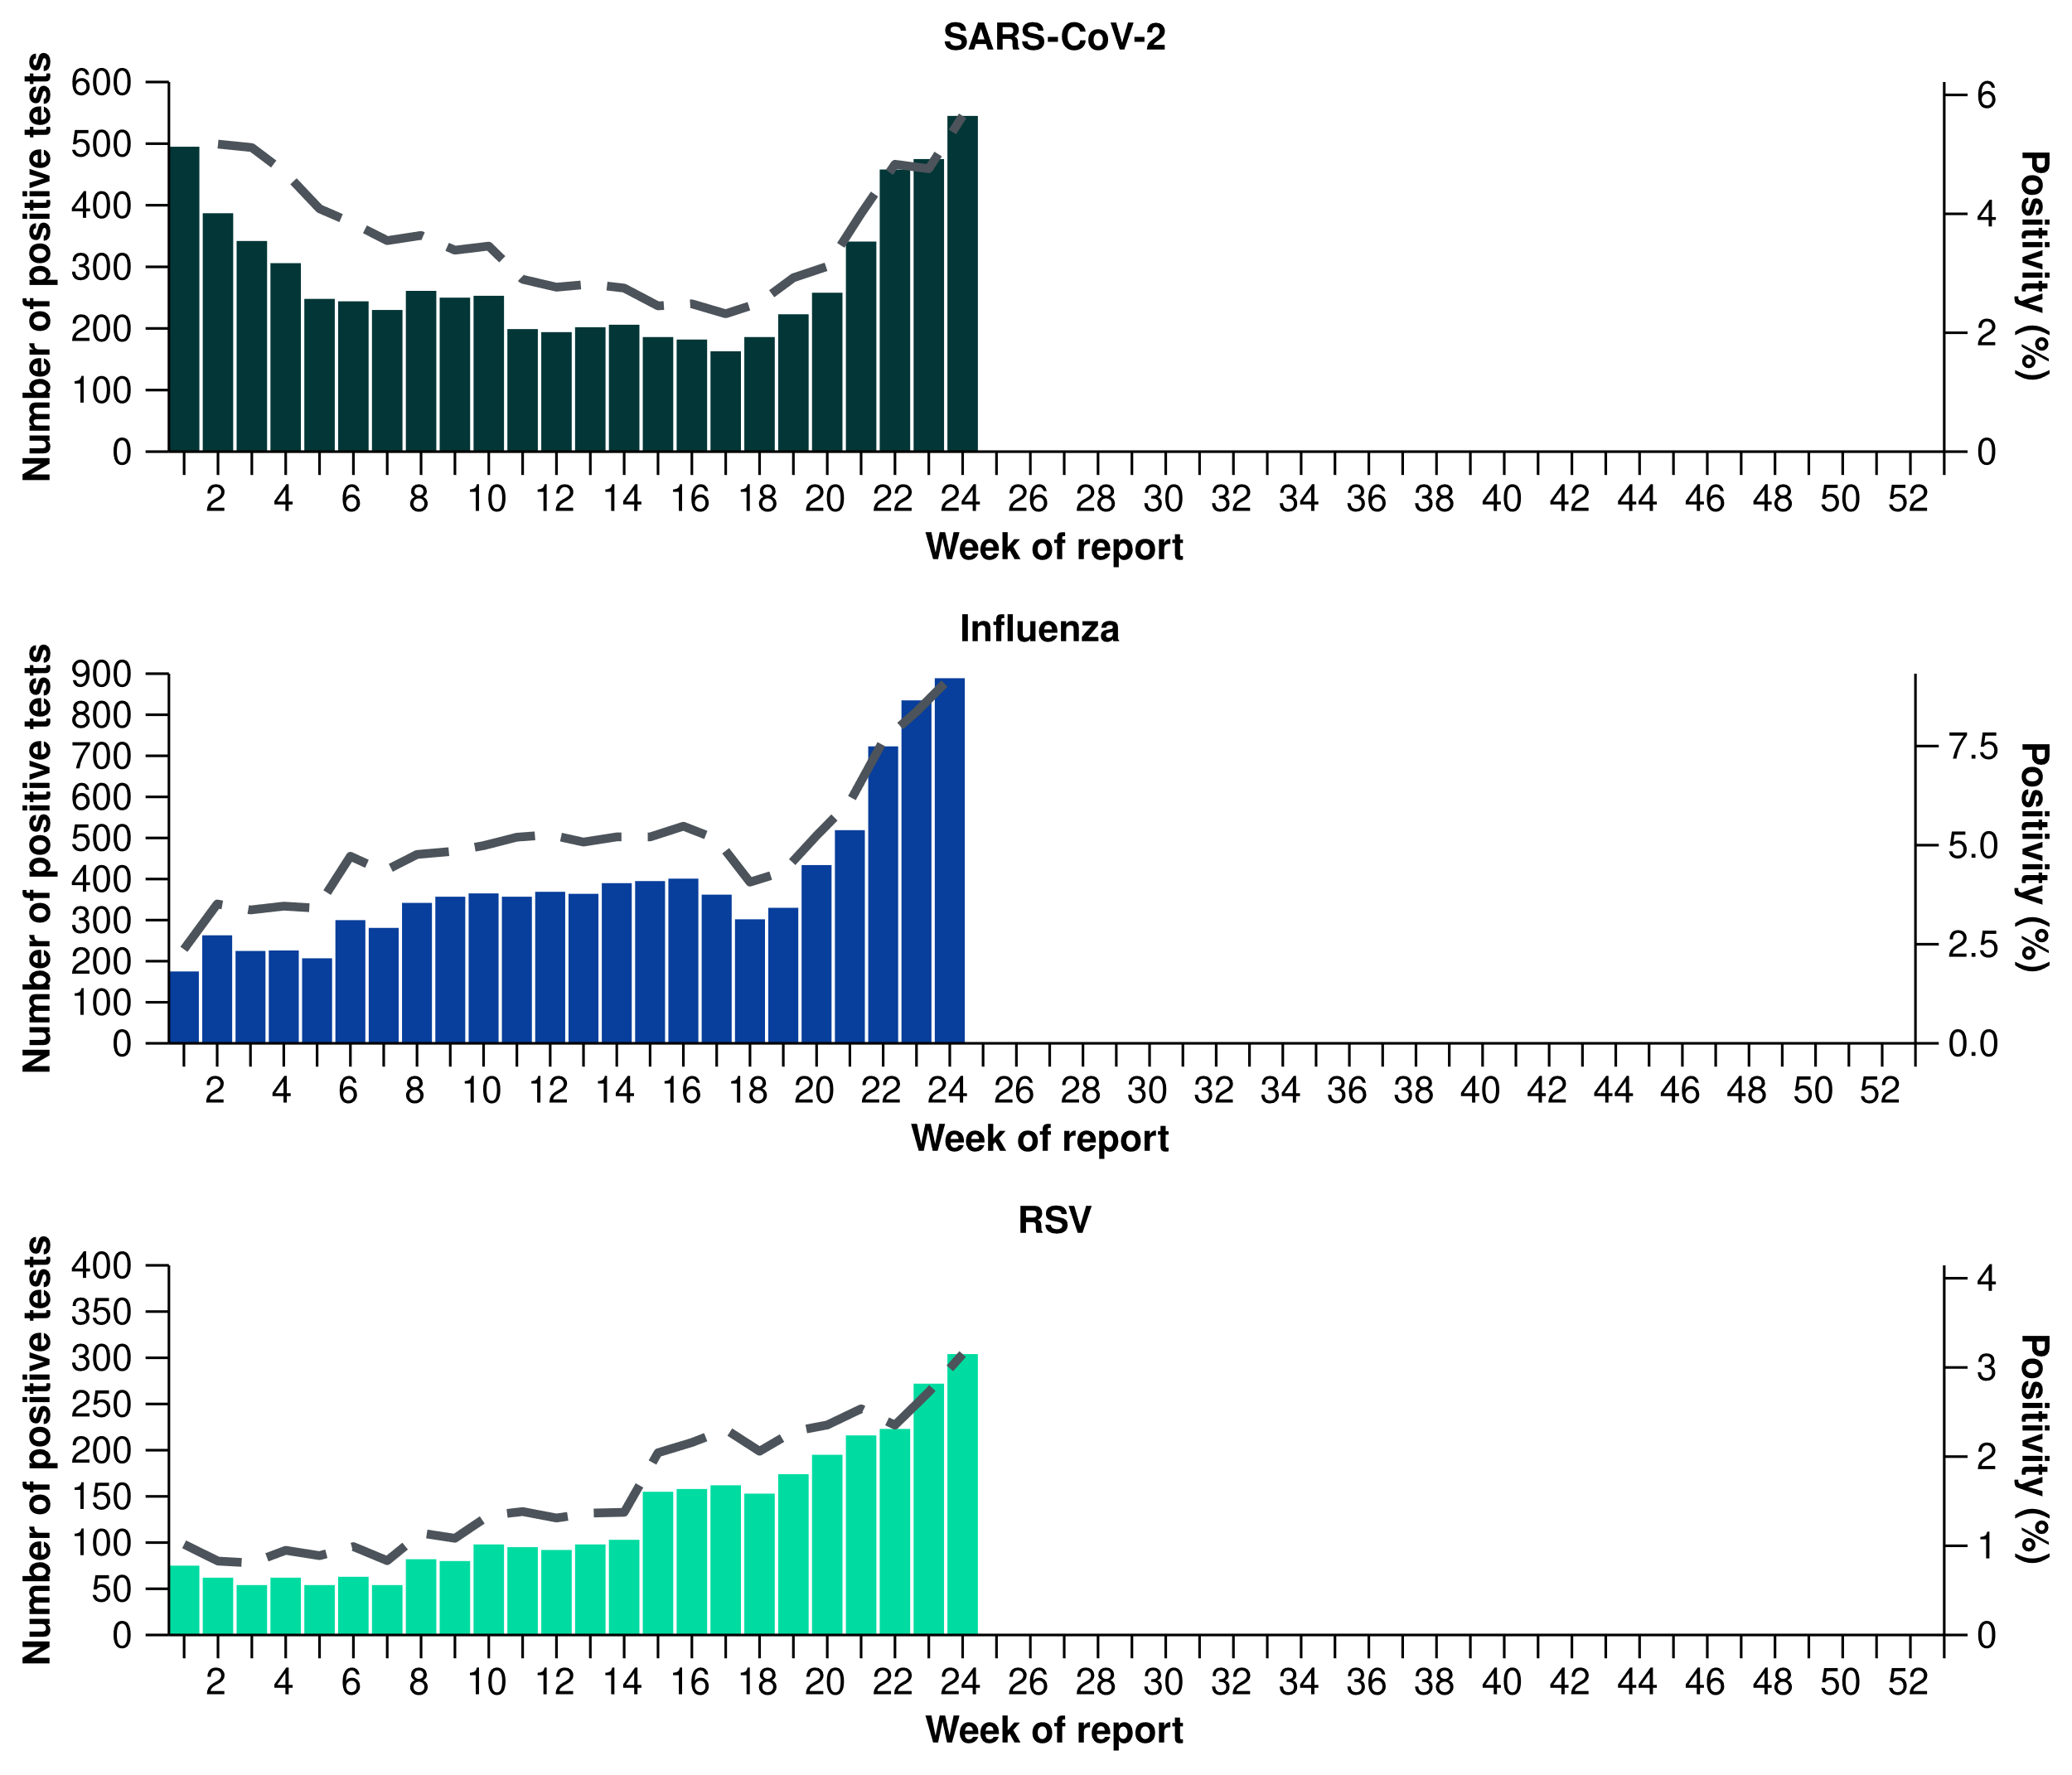 SARS-CoV-2
Number of positive tests
600
500
400
300
200
100
0
6
4
2
0
Positivity (%)
2 4 6 8 10 12 14 16 18 20 22 24 26 28 30 32 34 36 38 40 42 44 46 48 50 52
Week of report
Influenza
Number of positive tests
900
800
700
600
500
400
300
200
100
0
7.5
5.0
2.5
0.0
Positivity (%)
2 4 6 8 10 12 14 16 18 20 22 24 26 28 30 32 34 36 38 40 42 44 46 48 50 52
Week of report
RSV
Number of positive tests
400
350
300
250
200
150
100
50
0
4
3
2
1
0
Positivity (%)
2 4 6 8 10 12 14 16 18 20 22 24 26 28 30 32 34 36 38 40 42 44 46 48 50 52
Week of report